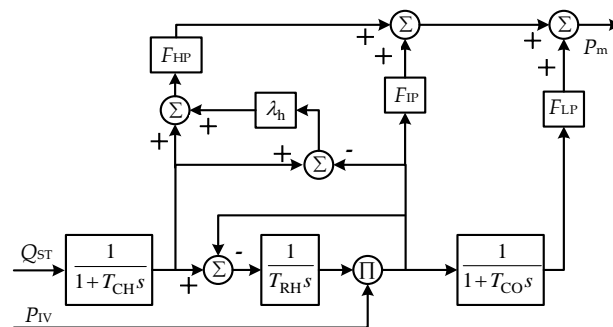 Σ + + Σ + + P_m
F_HP F_IP F_LP
Σ + + λ_h
+ Σ -
Q_ST 1/(1+T_CH s) + Σ - 1/(T_RH s) Π 1/(1+T_CO s)
P_IV